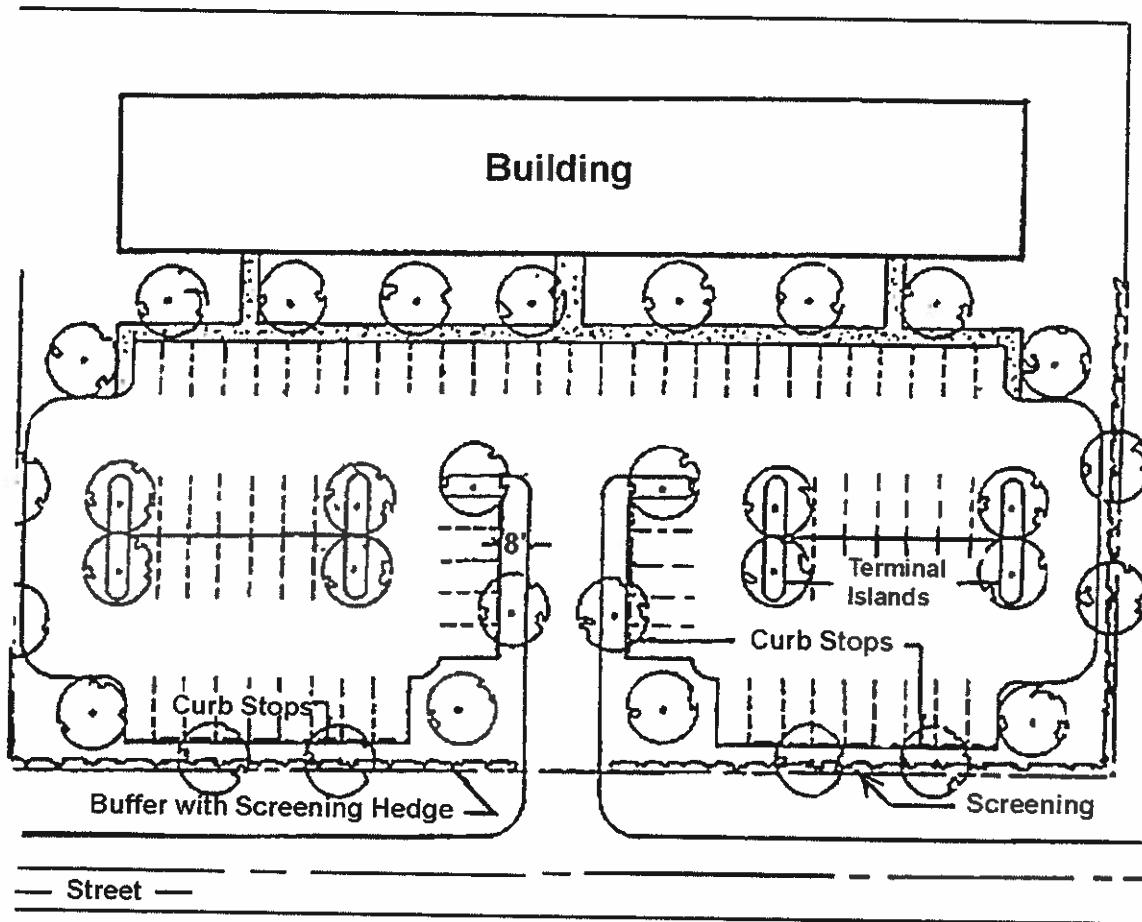 Building
8'
Terminal
Islands
Curb Stops
Curb Stops
Buffer with Screening Hedge
Screening
Street